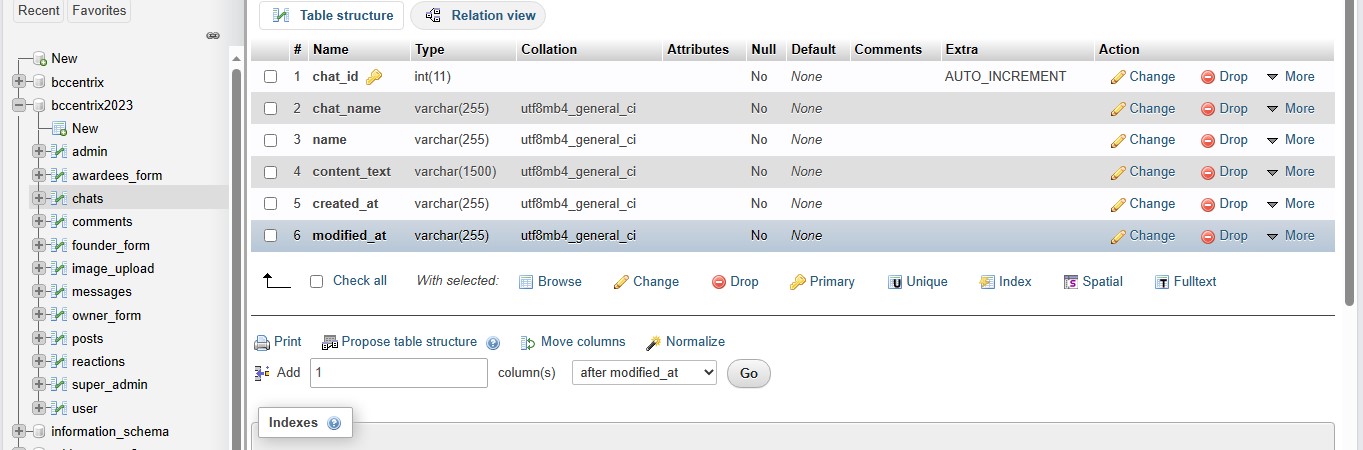 Recent Favorites
New
bccentrix
bccentrix2023
New
admin
awardees_form
chats
comments
founder_form
image_upload
messages
owner_form
posts
reactions
super_admin
user
information_schema
Table structure Relation view
# Name Type Collation Attributes Null Default Comments Extra Action
1 chat_id int(11) No None AUTO_INCREMENT Change Drop More
2 chat_name varchar(255) utf8mb4_general_ci No None Change Drop More
3 name varchar(255) utf8mb4_general_ci No None Change Drop More
4 content_text varchar(1500) utf8mb4_general_ci No None Change Drop More
5 created_at varchar(255) utf8mb4_general_ci No None Change Drop More
6 modified_at varchar(255) utf8mb4_general_ci No None Change Drop More
Check all With selected: Browse Change Drop Primary Unique Index Spatial Fulltext
Print Propose table structure Move columns Normalize
Add 1 column(s) after modified_at Go
Indexes